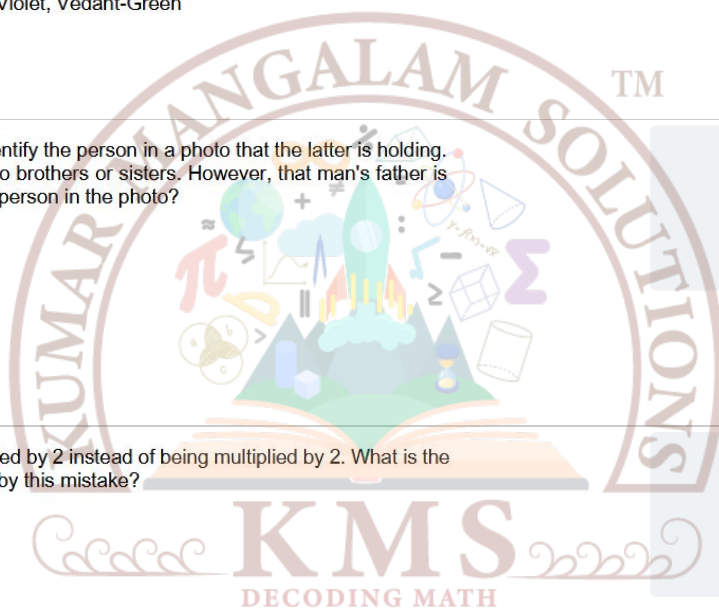 Violet, Vedant-Green
TM
KUMAR MANGALAM SOLUTIONS
entify the person in a photo that the latter is holding.
o brothers or sisters. However, that man's father is
person in the photo?
ed by 2 instead of being multiplied by 2. What is the
by this mistake?
KMS
DECODING MATH